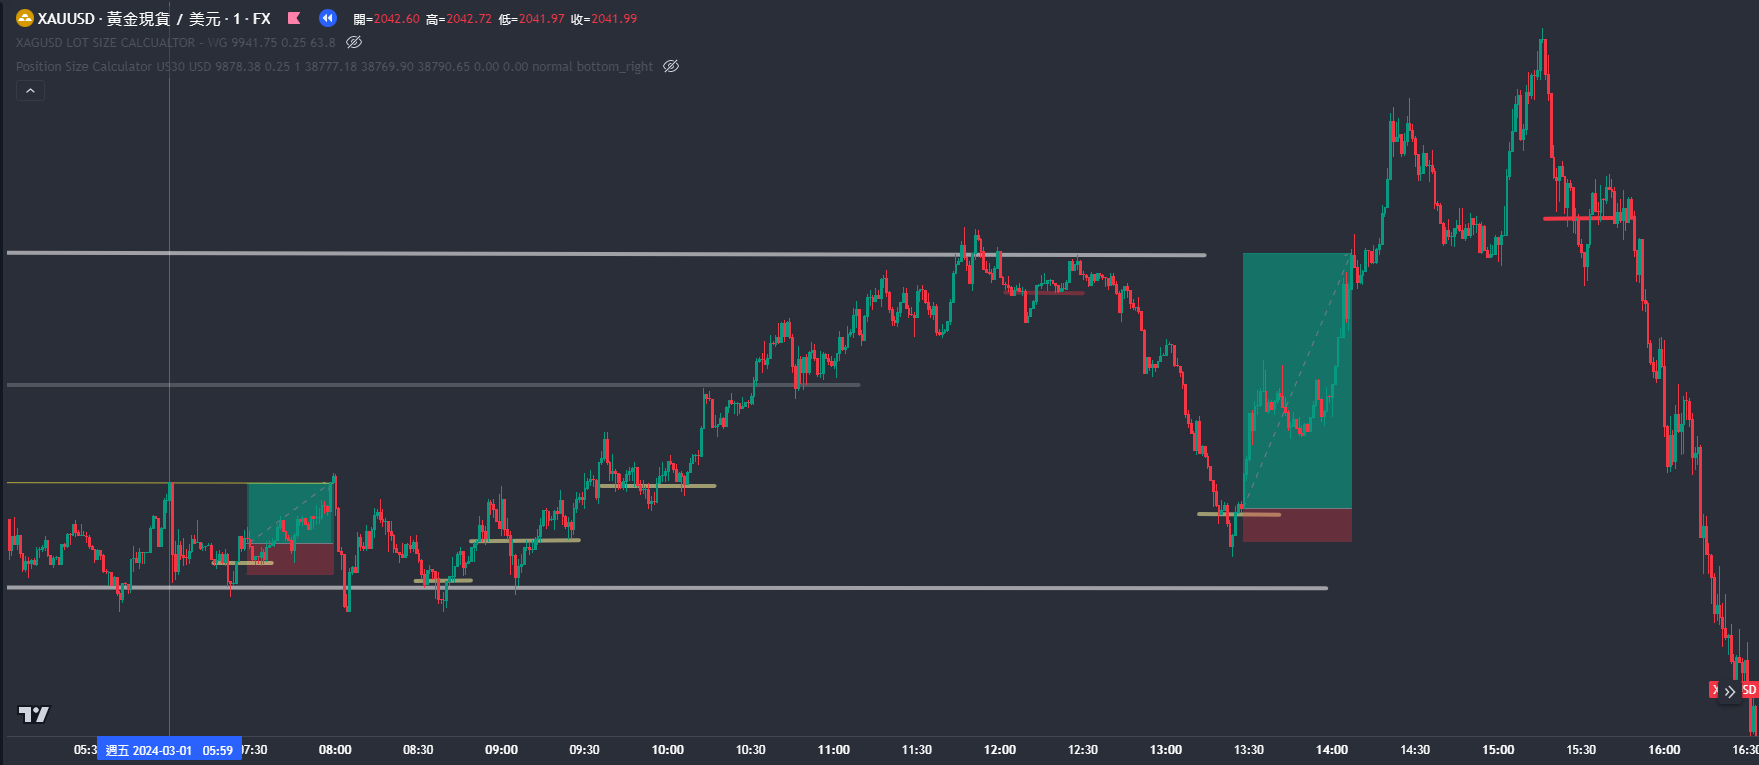 XAUUSD · 黃金現貨 / 美元 · 1 · FX 開=2042.60 高=2042.72 低=2041.97 收=2041.99
XAGUSD LOT SIZE CALCUALTOR - WG 9941.75 0.25 63.8
Position Size Calculator US30 USD 9878.38 0.25 1 38777.18 38769.90 38790.65 0.00 0.00 normal bottom_right
X SD
05:3 週五 2024-03-01 05:59 07:30 08:00 08:30 09:00 09:30 10:00 10:30 11:00 11:30 12:00 12:30 13:00 13:30 14:00 14:30 15:00 15:30 16:00 16:30